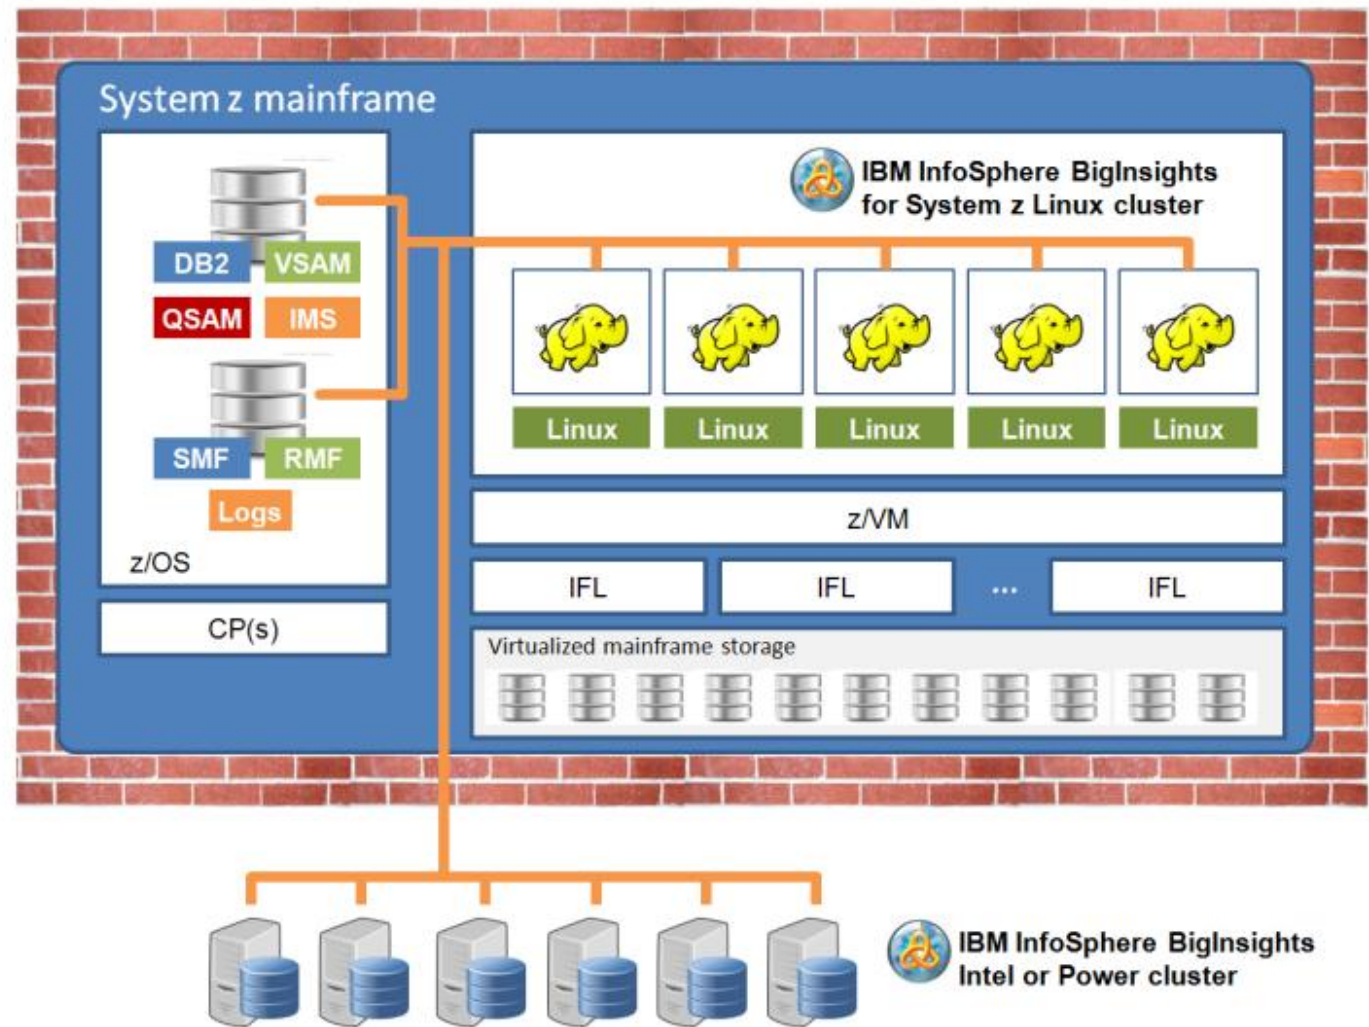 System z mainframe
DB2
VSAM
QSAM
IMS
SMF
RMF
Logs
z/OS
CP(s)
IBM InfoSphere BigInsights
for System z Linux cluster
Linux
Linux
Linux
Linux
Linux
z/VM
IFL
IFL
...
IFL
Virtualized mainframe storage
IBM InfoSphere BigInsights
Intel or Power cluster